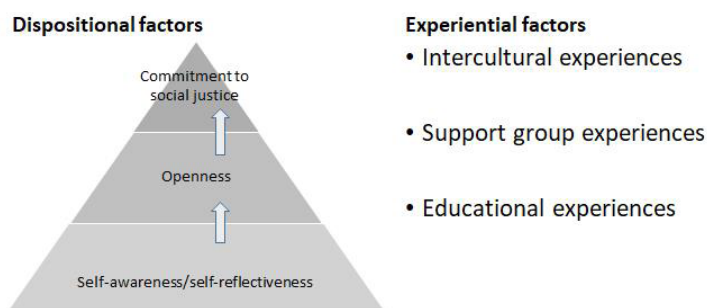 Dispositional factors
Commitment to
social justice
Openness
Self-awareness/self-reflectiveness
Experiential factors
• Intercultural experiences
• Support group experiences
• Educational experiences